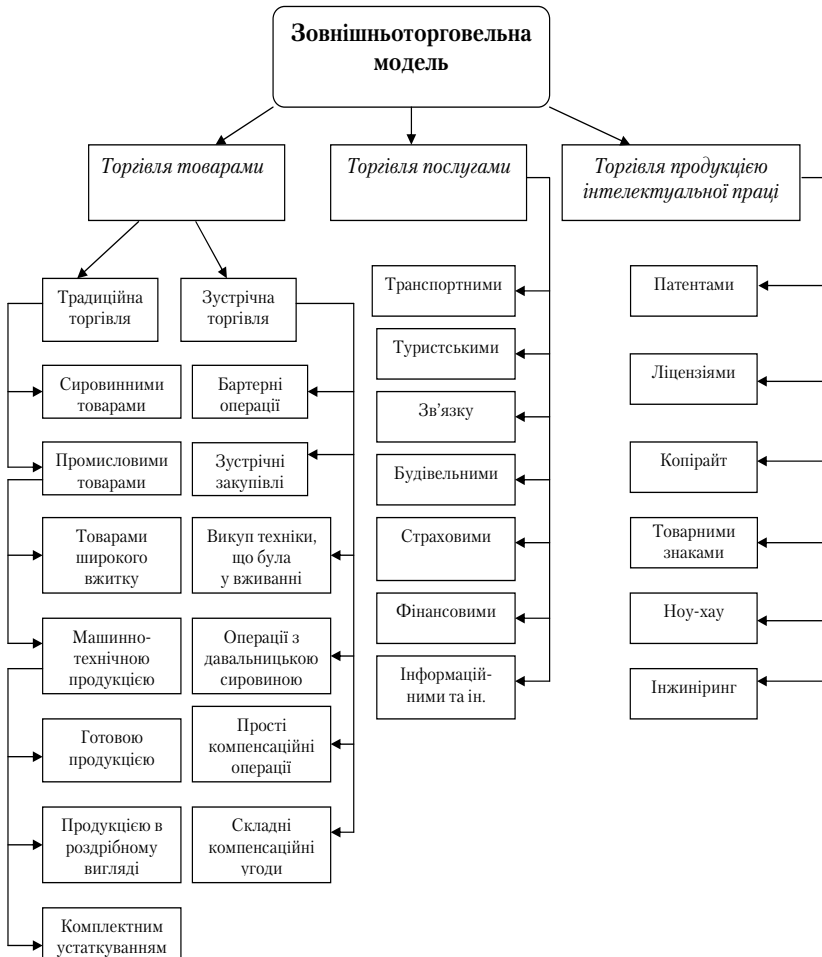 Зовнішньоторговельна
модель
Торгівля товарами
Торгівля послугами
Торгівля продукцією
інтелектуальної праці
Традиційна
торгівля
Зустрічна
торгівля
Сировинними
товарами
Промисловими
товарами
Товарами
широкого
вжитку
Машинно-
технічною
продукцією
Готовою
продукцією
Продукцією в
роздрібному
вигляді
Комплектним
устаткуванням
Бартерні
операції
Зустрічні
закупівлі
Викуп техніки,
що була
у вживанні
Операції з
давальницькою
сировиною
Прості
компенсаційні
операції
Складні
компенсаційні
угоди
Транспортними
Туристськими
Зв’язку
Будівельними
Страховими
Фінансовими
Інформацій-
ними та ін.
Патентами
Ліцензіями
Копірайт
Товарними
знаками
Ноу-хау
Інжиніринг